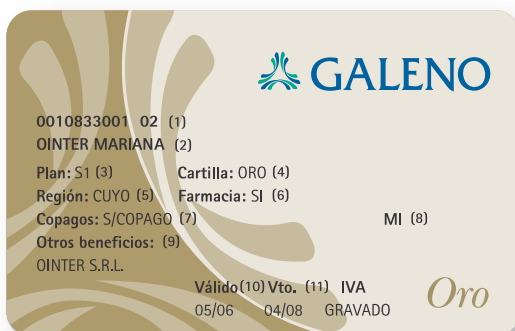 GALENO
0010833001 02 (1)
OINTER MARIANA (2)
Plan: S1 (3) Cartilla: ORO (4)
Región: CUYO (5) Farmacia: SI (6)
Copagos: S/COPAGO (7) MI (8)
Otros beneficios: (9)
OINTER S.R.L.
Válido(10) Vto. (11) IVA
05/06 04/08 GRAVADO
Oro